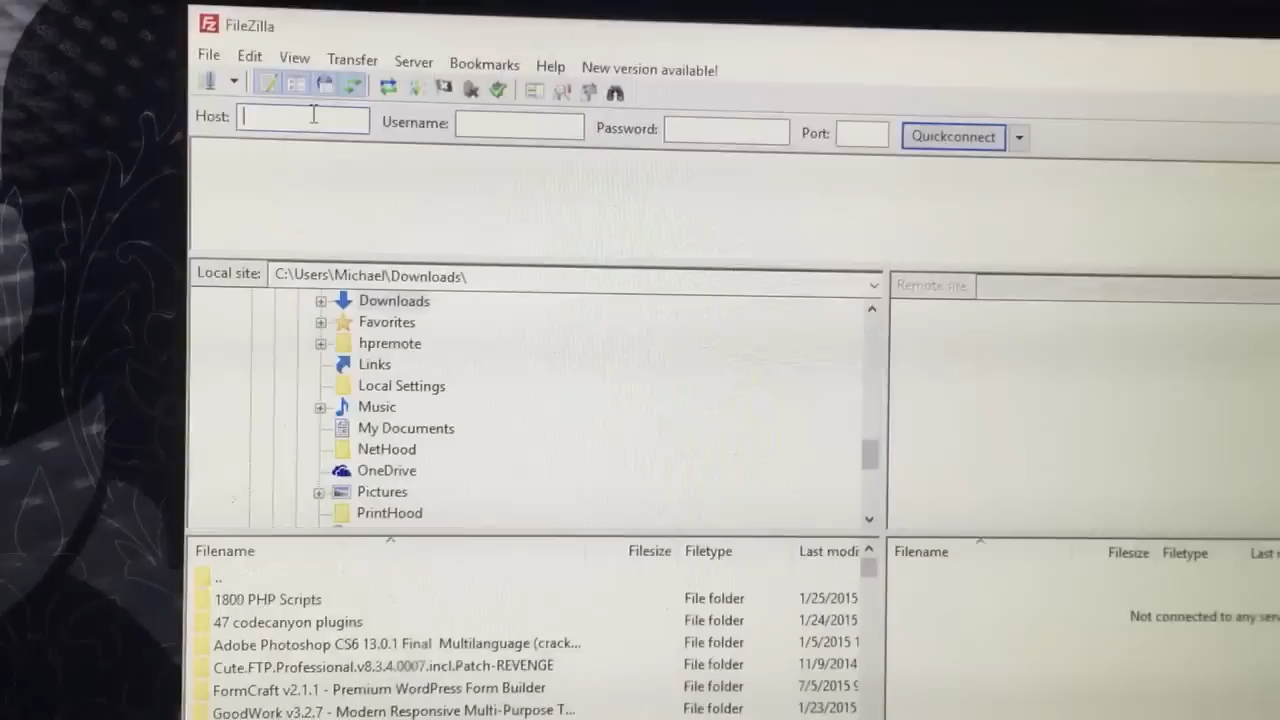 FileZilla
File Edit View Transfer Server Bookmarks Help New version available!
Host: Username: Password: Port: Quickconnect
Local site: C:\Users\Michael\Downloads\
Remote site:
Downloads
Favorites
hpremote
Links
Local Settings
Music
My Documents
NetHood
OneDrive
Pictures
PrintHood
Filename Filesize Filetype Last modi
Filename Filesize Filetype Last
..
1800 PHP Scripts File folder 1/25/2015
47 codecanyon plugins File folder 1/24/2015
Adobe Photoshop CS6 13.0.1 Final Multilanguage (crack... File folder 1/5/2015 1
Cute.FTP.Professional.v8.3.4.0007.incl.Patch-REVENGE File folder 11/9/2014
FormCraft v2.1.1 - Premium WordPress Form Builder File folder 7/5/2015 9
GoodWork v3.2.7 - Modern Responsive Multi-Purpose T... File folder 1/23/2015
Not connected to any serv